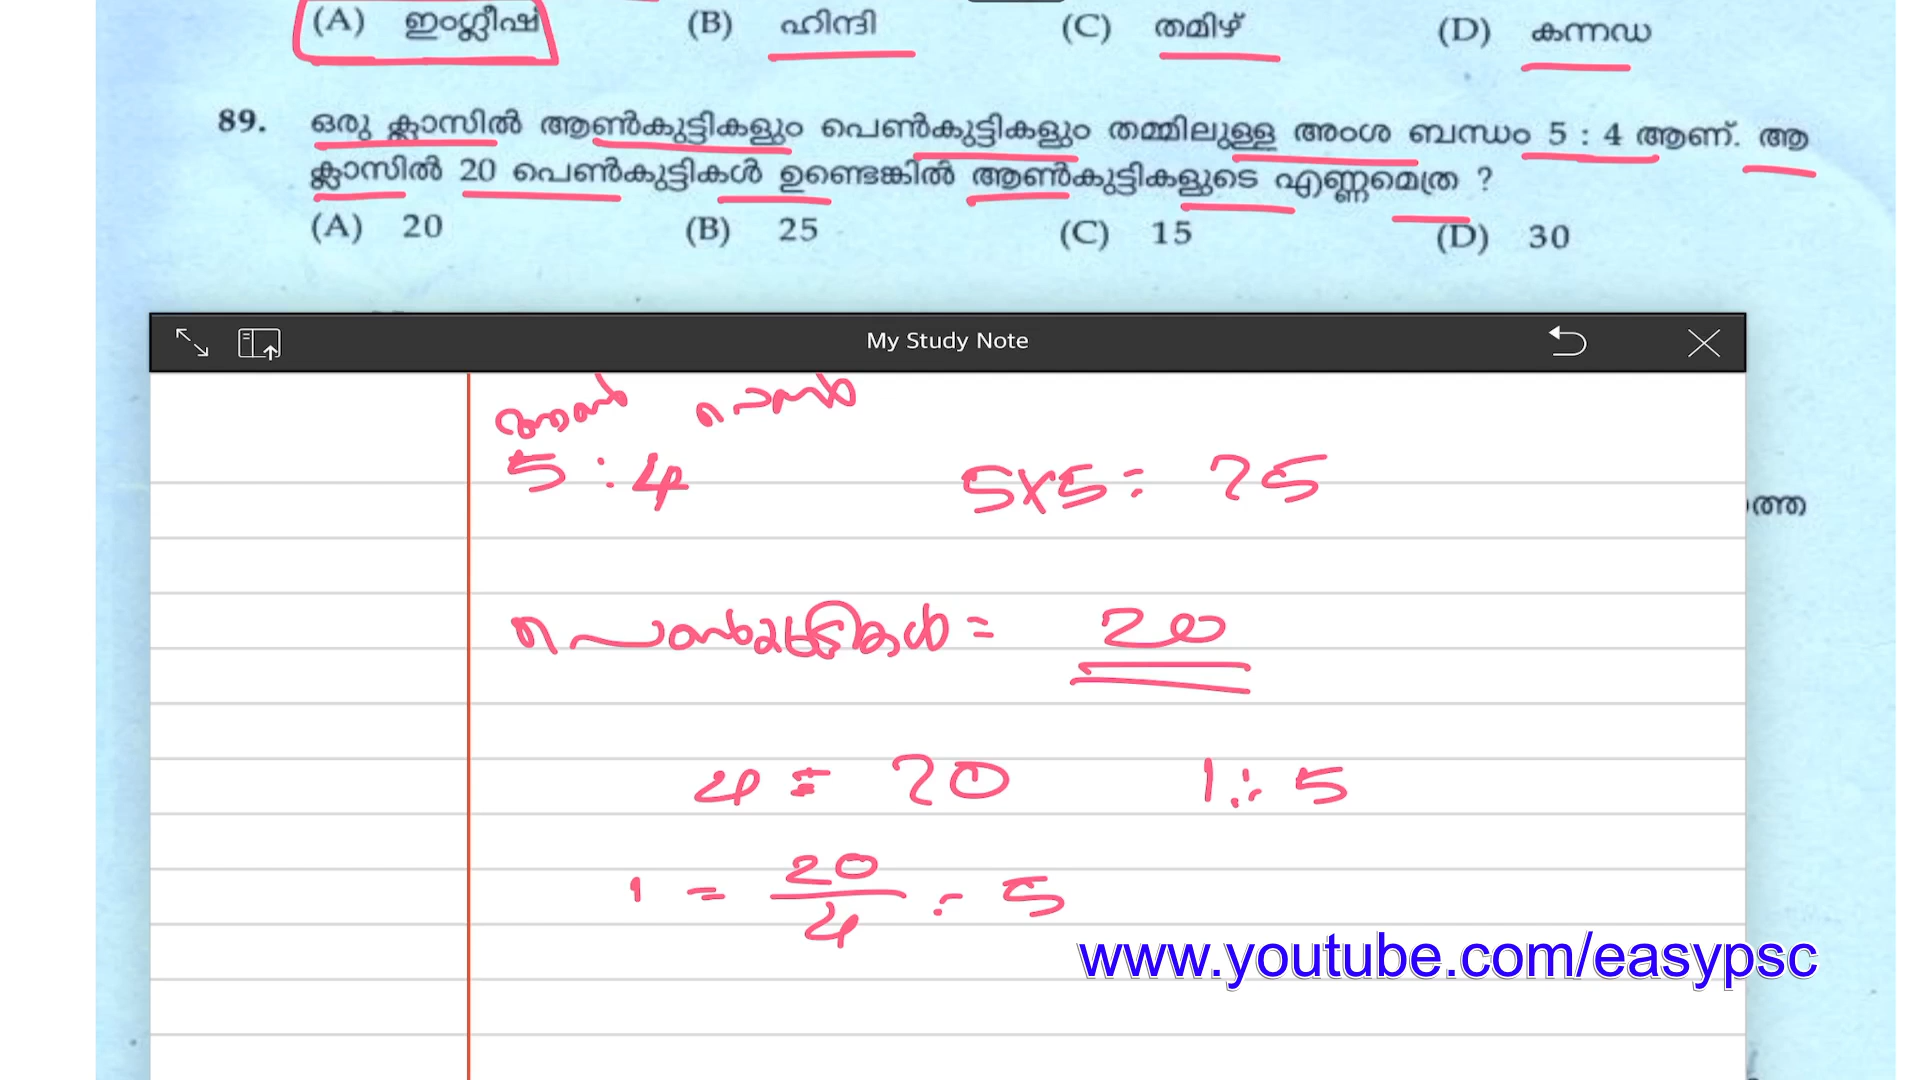 (A) ഇംഗ്ലീഷ് (B) ഹിന്ദി (C) തമിഴ് (D) കന്നഡ
89. ഒരു ക്ലാസിൽ ആൺകുട്ടികളും പെൺകുട്ടികളും തമ്മിലുള്ള അംശ ബന്ധം 5 : 4 ആണ്. ആ
ക്ലാസിൽ 20 പെൺകുട്ടികൾ ഉണ്ടെങ്കിൽ ആൺകുട്ടികളുടെ എണ്ണമെത്ര ?
(A) 20 (B) 25 (C) 15 (D) 30
My Study Note
ആൺ പെൺ
5 : 4 5x5 = 25
ത്ത
പെൺകുട്ടികൾ = 20
4 = 20 1 = 5
1 = 20/4 = 5
www.youtube.com/easypsc